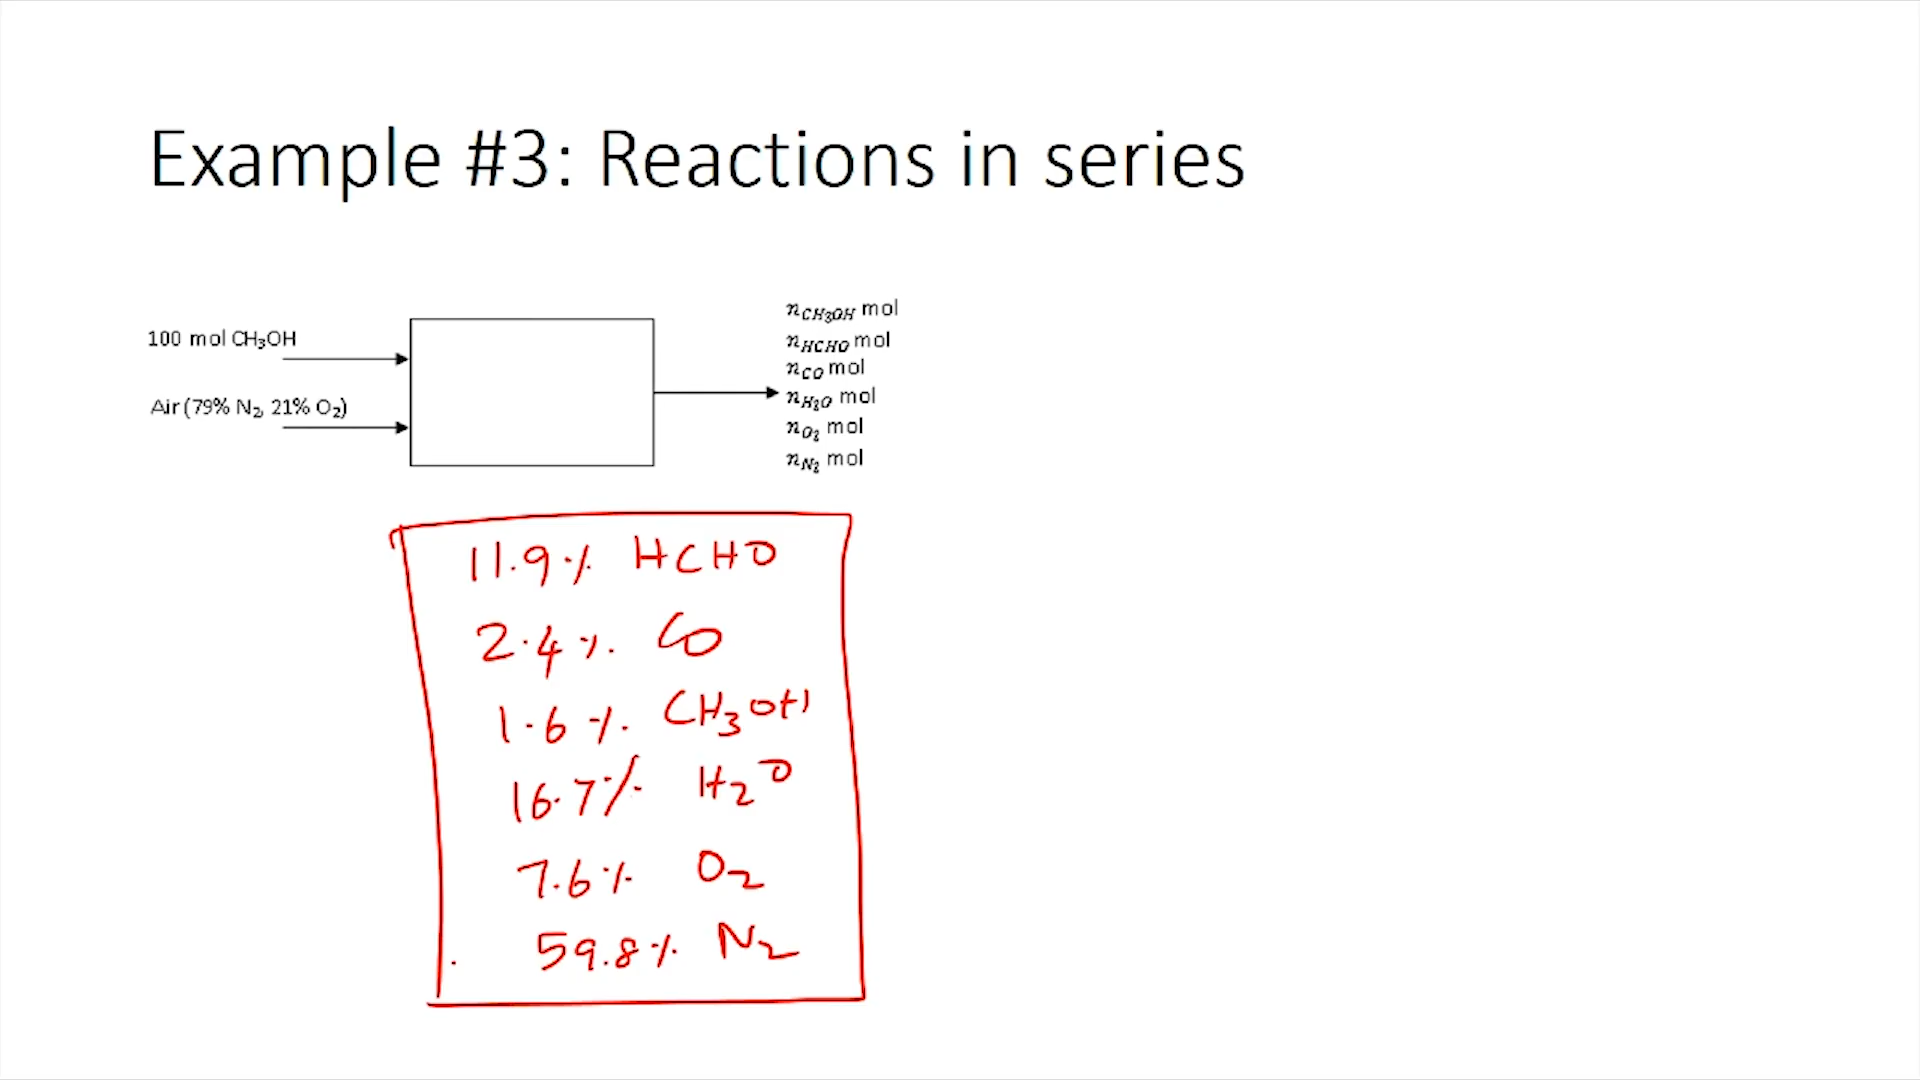 Example #3: Reactions in series
100 mol CH₃OH
Air (79% N₂, 21% O₂)
n_CH₃OH mol
n_HCHO mol
n_CO mol
n_H₂O mol
n_O₂ mol
n_N₂ mol
11.9% HCHO
2.4% CO
1.6% CH₃OH
16.7% H₂O
7.6% O₂
59.8% N₂